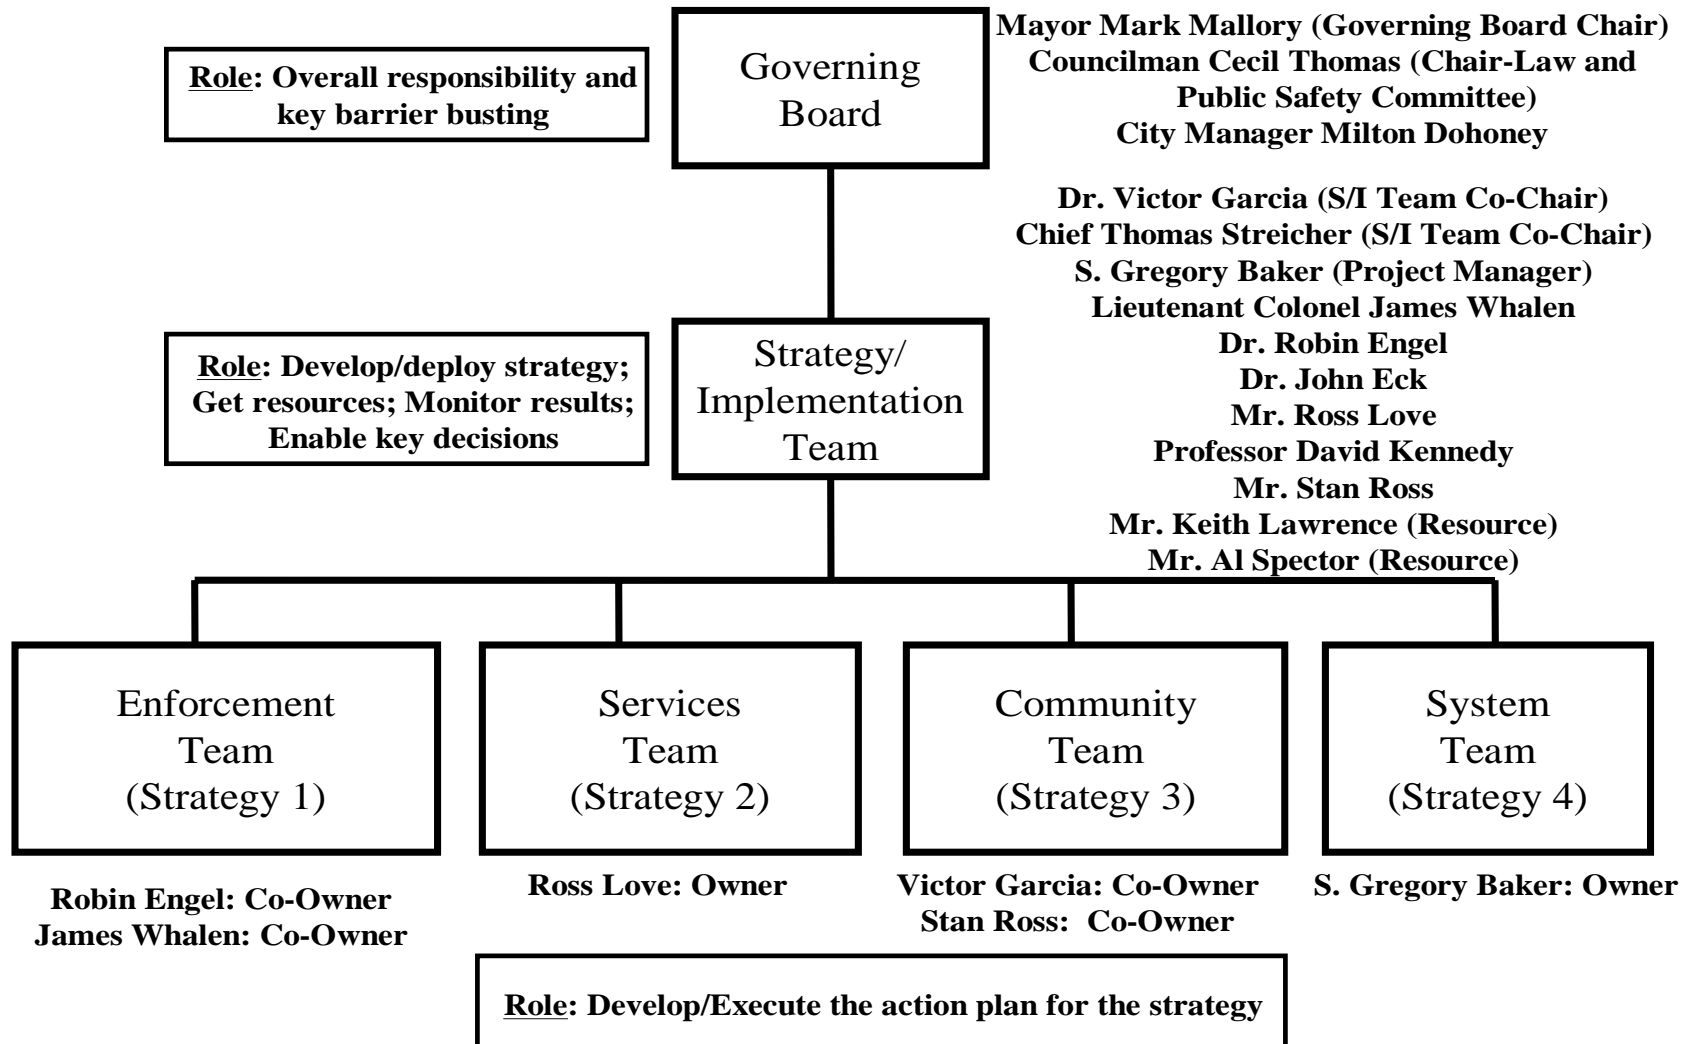 Role: Overall responsibility and
key barrier busting
Governing
Board
Mayor Mark Mallory (Governing Board Chair)
Councilman Cecil Thomas (Chair-Law and
Public Safety Committee)
City Manager Milton Dohoney
Role: Develop/deploy strategy;
Get resources; Monitor results;
Enable key decisions
Strategy/
Implementation
Team
Dr. Victor Garcia (S/I Team Co-Chair)
Chief Thomas Streicher (S/I Team Co-Chair)
S. Gregory Baker (Project Manager)
Lieutenant Colonel James Whalen
Dr. Robin Engel
Dr. John Eck
Mr. Ross Love
Professor David Kennedy
Mr. Stan Ross
Mr. Keith Lawrence (Resource)
Mr. Al Spector (Resource)
Enforcement
Team
(Strategy 1)
Robin Engel: Co-Owner
James Whalen: Co-Owner
Services
Team
(Strategy 2)
Ross Love: Owner
Community
Team
(Strategy 3)
Victor Garcia: Co-Owner
Stan Ross:  Co-Owner
System
Team
(Strategy 4)
S. Gregory Baker: Owner
Role: Develop/Execute the action plan for the strategy